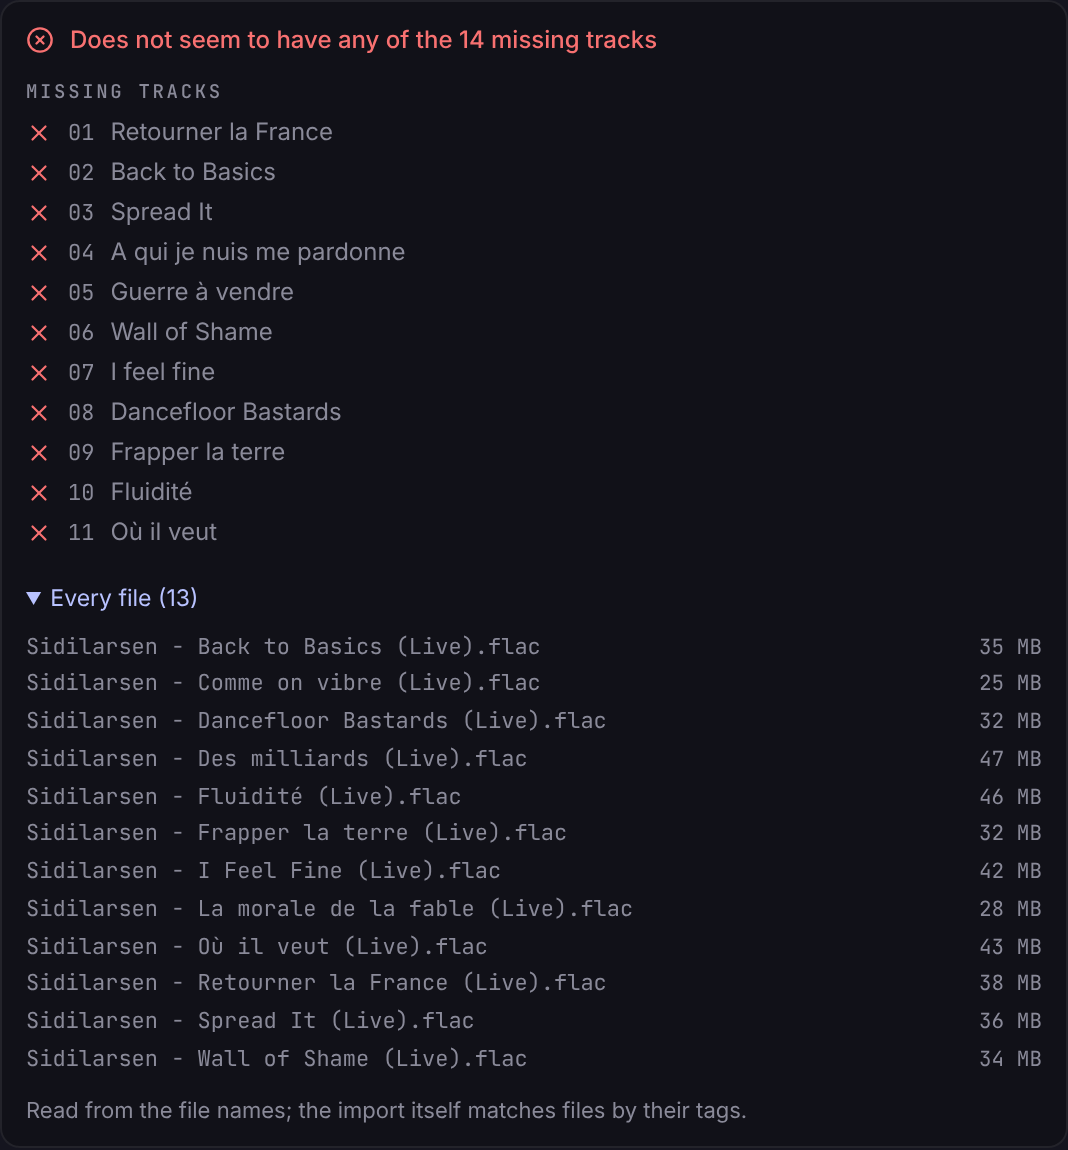 Does not seem to have any of the 14 missing tracks
MISSING TRACKS
01 Retourner la France
02 Back to Basics
03 Spread It
04 A qui je nuis me pardonne
05 Guerre à vendre
06 Wall of Shame
07 I feel fine
08 Dancefloor Bastards
09 Frapper la terre
10 Fluidité
11 Où il veut
Every file (13)
Sidilarsen - Back to Basics (Live).flac 35 MB
Sidilarsen - Comme on vibre (Live).flac 25 MB
Sidilarsen - Dancefloor Bastards (Live).flac 32 MB
Sidilarsen - Des milliards (Live).flac 47 MB
Sidilarsen - Fluidité (Live).flac 46 MB
Sidilarsen - Frapper la terre (Live).flac 32 MB
Sidilarsen - I Feel Fine (Live).flac 42 MB
Sidilarsen - La morale de la fable (Live).flac 28 MB
Sidilarsen - Où il veut (Live).flac 43 MB
Sidilarsen - Retourner la France (Live).flac 38 MB
Sidilarsen - Spread It (Live).flac 36 MB
Sidilarsen - Wall of Shame (Live).flac 34 MB
Read from the file names; the import itself matches files by their tags.